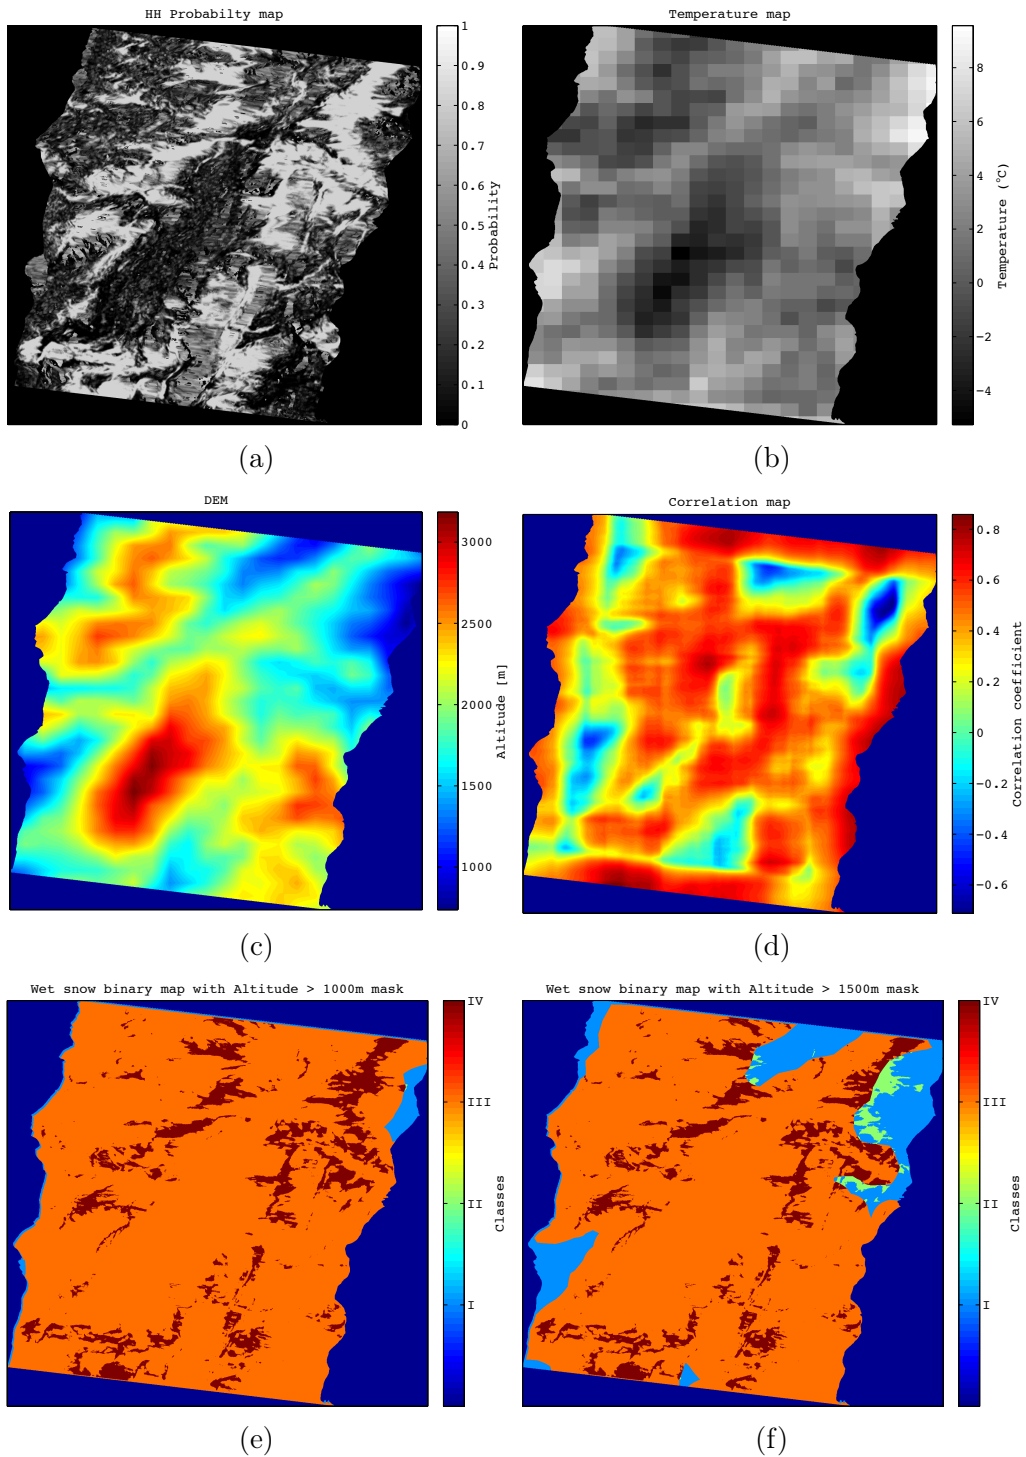 HH Probabilty map
1
0.9
0.8
0.7
0.6
0.5
0.4
0.3
0.2
0.1
0
Probability
(a)
Temperature map
8
6
4
2
0
−2
−4
Temperature (°C)
(b)
DEM
3000
2500
2000
1500
1000
Altitude [m]
(c)
Correlation map
0.8
0.6
0.4
0.2
0
−0.2
−0.4
−0.6
Correlation coefficient
(d)
Wet snow binary map with Altitude > 1000m mask
IV
III
II
I
Classes
(e)
Wet snow binary map with Altitude > 1500m mask
IV
III
II
I
Classes
(f)